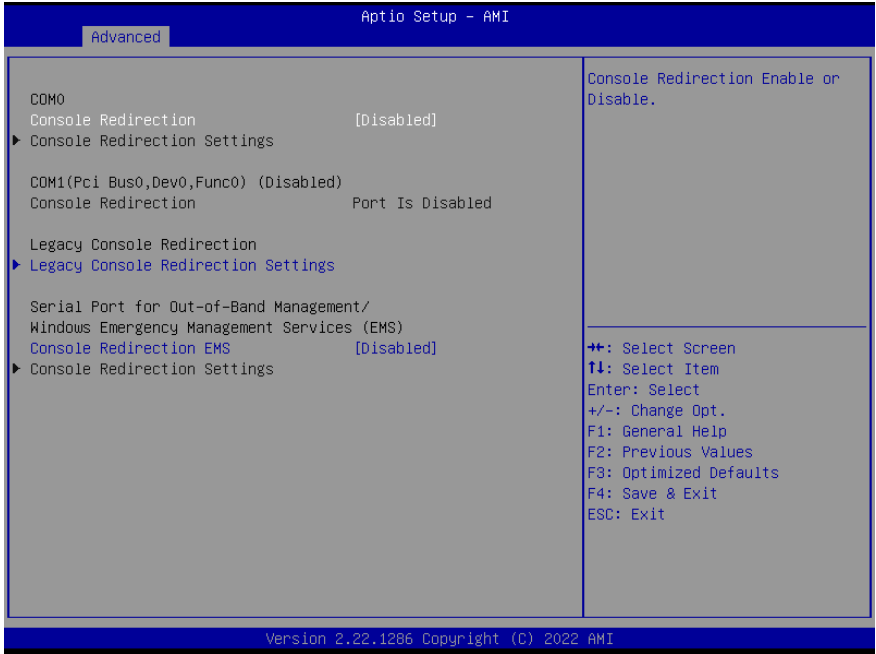 Aptio Setup – AMI
Advanced
COM0
Console Redirection [Disabled]
Console Redirection Settings
COM1(Pci Bus0,Dev0,Func0) (Disabled)
Console Redirection Port Is Disabled
Legacy Console Redirection
Legacy Console Redirection Settings
Serial Port for Out-of-Band Management/
Windows Emergency Management Services (EMS)
Console Redirection EMS [Disabled]
Console Redirection Settings
Console Redirection Enable or
Disable.
→←: Select Screen
↑↓: Select Item
Enter: Select
+/-: Change Opt.
F1: General Help
F2: Previous Values
F3: Optimized Defaults
F4: Save & Exit
ESC: Exit
Version 2.22.1286 Copyright (C) 2022 AMI